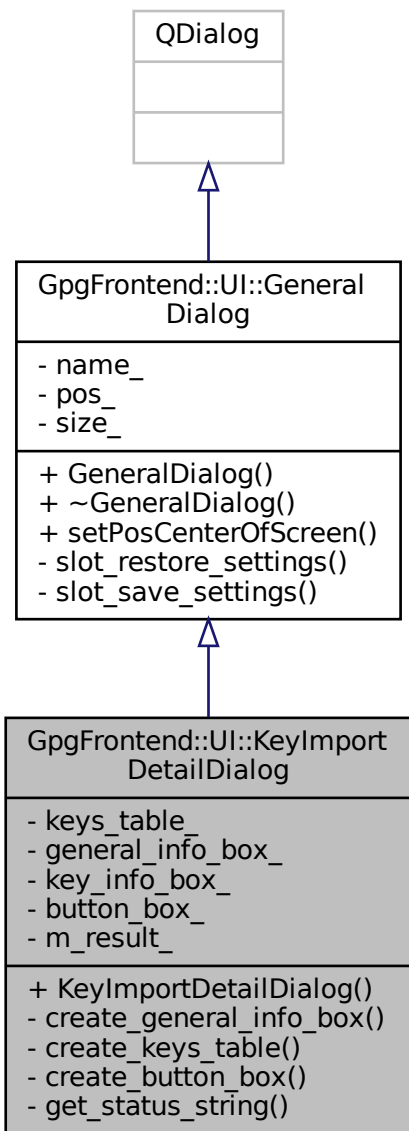 QDialog
GpgFrontend::UI::General
Dialog
- name_
- pos_
- size_
+ GeneralDialog()
+ ~GeneralDialog()
+ setPosCenterOfScreen()
- slot_restore_settings()
- slot_save_settings()
GpgFrontend::UI::KeyImport
DetailDialog
- keys_table_
- general_info_box_
- key_info_box_
- button_box_
- m_result_
+ KeyImportDetailDialog()
- create_general_info_box()
- create_keys_table()
- create_button_box()
- get_status_string()